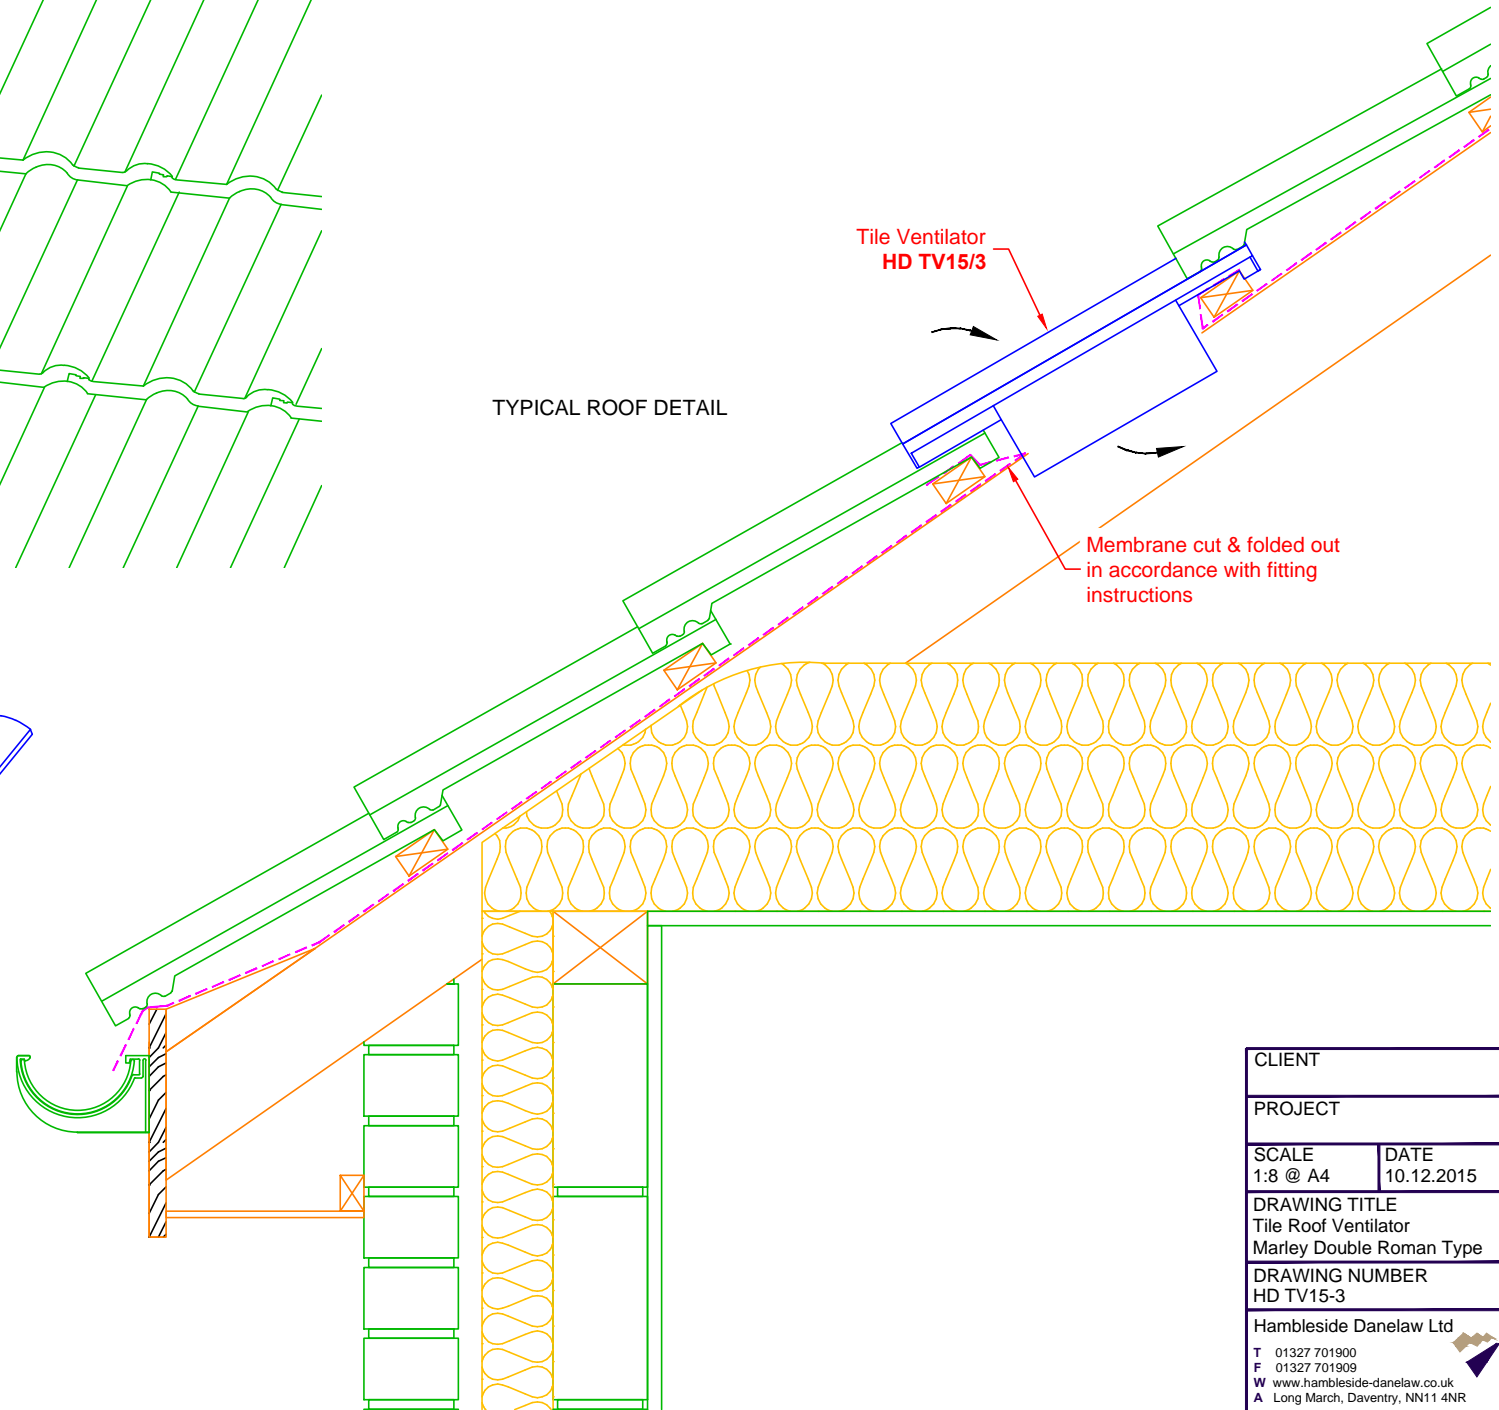 Tile Ventilator
HD TV15/3
TYPICAL ROOF DETAIL
Membrane cut & folded out
in accordance with fitting
instructions
CLIENT
PROJECT
SCALE
1:8 @ A4
DATE
10.12.2015
DRAWING TITLE
Tile Roof Ventilator
Marley Double Roman Type
DRAWING NUMBER
HD TV15-3
Hambleside Danelaw Ltd
T 01327 701900
F 01327 701909
W www.hambleside-danelaw.co.uk
A Long March, Daventry, NN11 4NR